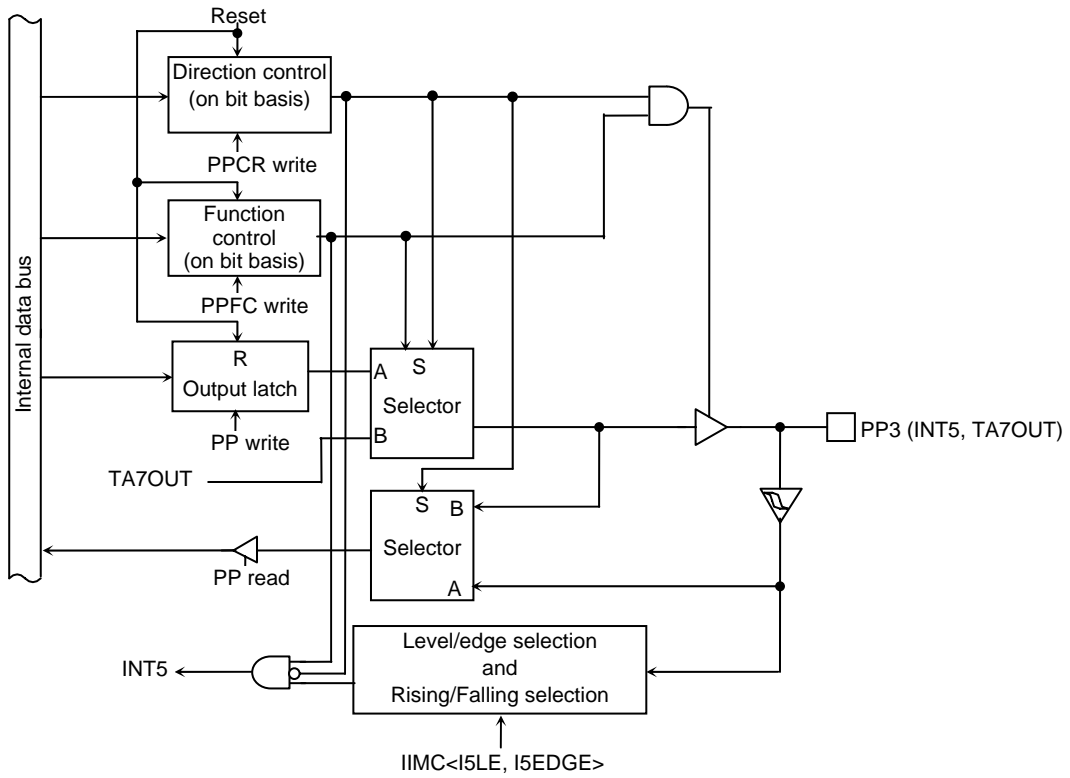 Reset
Direction control
(on bit basis)
PPCR write
Function
control
(on bit basis)
PPFC write
Internal data bus
R
Output latch
PP write
A
S
Selector
B
TA7OUT
PP3 (INT5, TA7OUT)
S
B
Selector
A
PP read
Level/edge selection
and
Rising/Falling selection
INT5
IIMC<I5LE, I5EDGE>